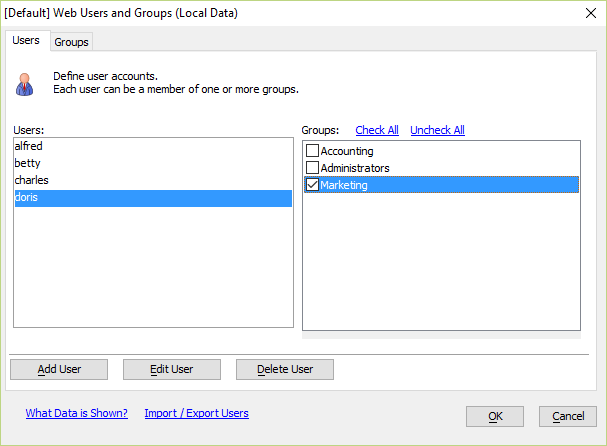 [Default] Web Users and Groups (Local Data)
Users Groups
Define user accounts.
Each user can be a member of one or more groups.
Users:
alfred
betty
charles
doris
Groups: Check All Uncheck All
Accounting
Administrators
Marketing
Add User Edit User Delete User
What Data is Shown? Import / Export Users OK Cancel